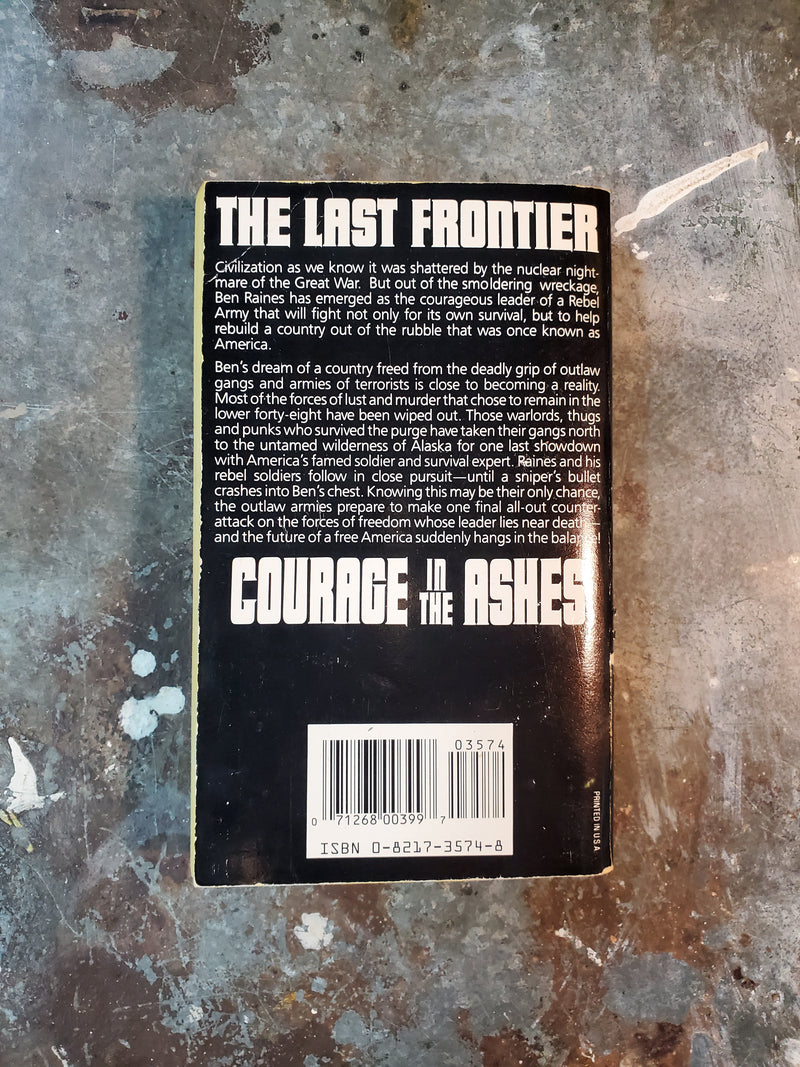 THE LAST FRONTIER
Civilization as we know it was shattered by the nuclear night-
mare of the Great War. But out of the smoldering wreckage,
Ben Raines has emerged as the courageous leader of a Rebel
Army that will fight not only for its own survival, but to help
rebuild a country out of the rubble that was once known as
America.
Ben's dream of a country freed from the deadly grip of outlaw
gangs and armies of terrorists is close to becoming a reality.
Most of the forces of lust and murder that chose to remain in the
lower forty-eight have been wiped out. Those warlords, thugs
and punks who survived the purge have taken their gangs north
to the untamed wilderness of Alaska for one last showdown
with America's famed soldier and survival expert. Raines and his
rebel soldiers follow in close pursuit—until a sniper's bullet
crashes into Ben's chest. Knowing this may be their only chance,
the outlaw armies prepare to make one final all-out counter-
attack on the forces of freedom whose leader lies near death—
and the future of a free America suddenly hangs in the balance!
COURAGE IN THE ASHES
03574
0 71268 00399 7
ISBN 0-8217-3574-8
PRINTED IN U S A